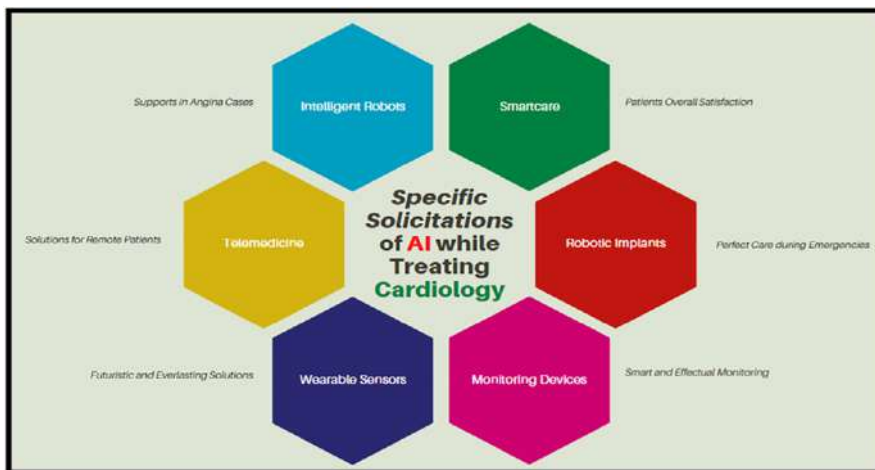 Supports in Angina Cases
Intelligent Robots
Smartcare
Patients Overall Satisfaction
Specific
Solicitations
of AI while
Treating
Cardiology
Solutions for Remote Patients
Telemedicine
Robotic Implants
Perfect Care during Emergencies
Futuristic and Everlasting Solutions
Wearable Sensors
Monitoring Devices
Smart and Effectual Monitoring